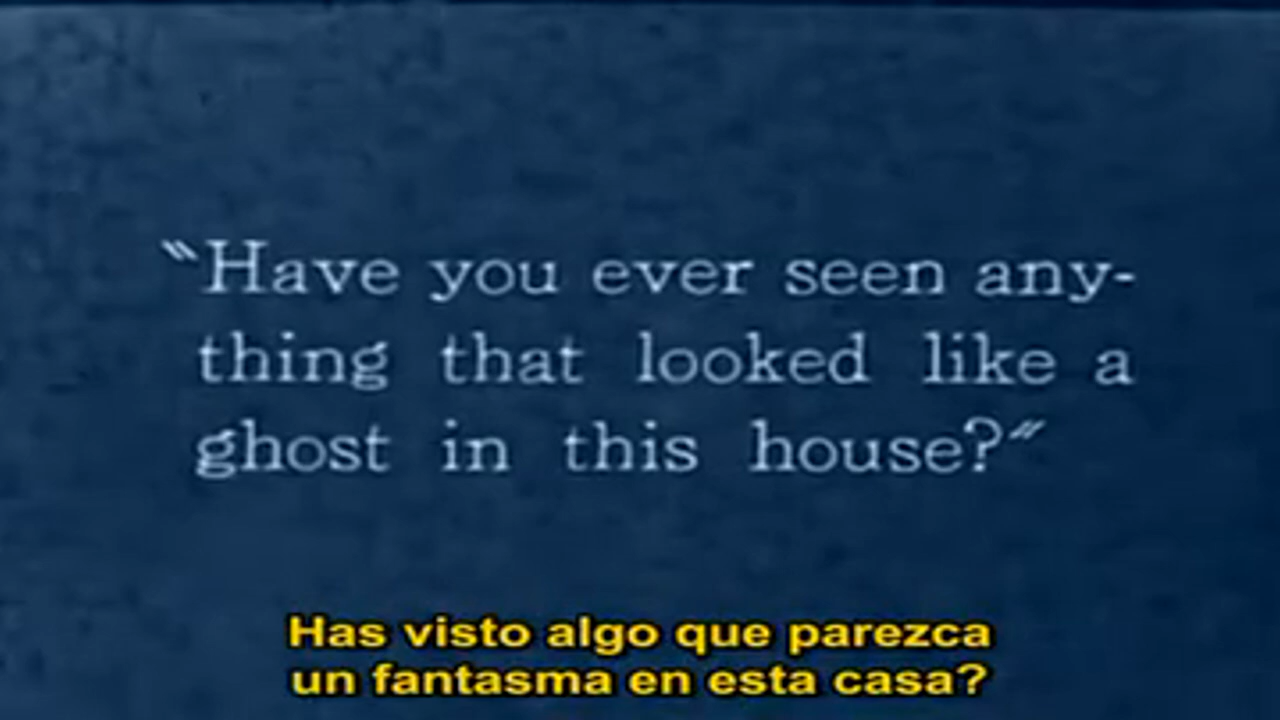 "Have you ever seen any-
thing that looked like a
ghost in this house?"
Has visto algo que parezca
un fantasma en esta casa?